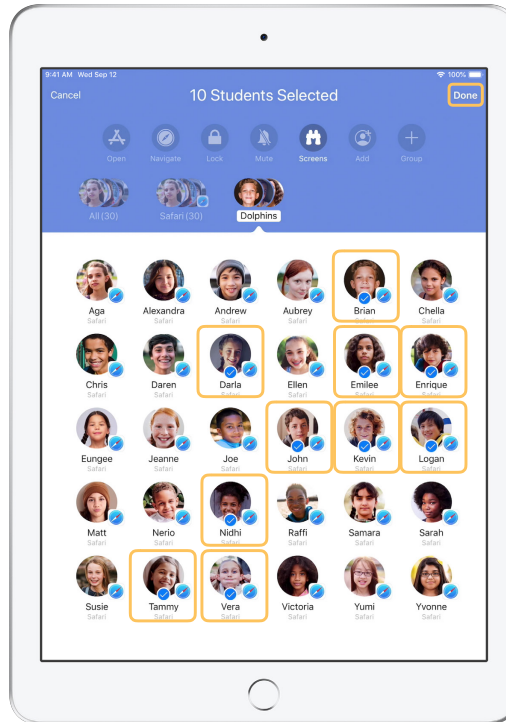 9:41 AM Wed Sep 12 100%
Cancel 10 Students Selected Done
Open Navigate Lock Mute Screens Add Group
All (30) Safari (30) Dolphins
Aga Alexandra Andrew Aubrey Brian Chella
Safari Safari Safari Safari Safari Safari
Chris Daren Darla Ellen Emilee Enrique
Safari Safari Safari Safari Safari Safari
Eungee Jeanne Joe John Kevin Logan
Safari Safari Safari Safari Safari Safari
Matt Nerio Nidhi Raffi Samara Sarah
Safari Safari Safari Safari Safari Safari
Susie Tammy Vera Victoria Yumi Yvonne
Safari Safari Safari Safari Safari Safari